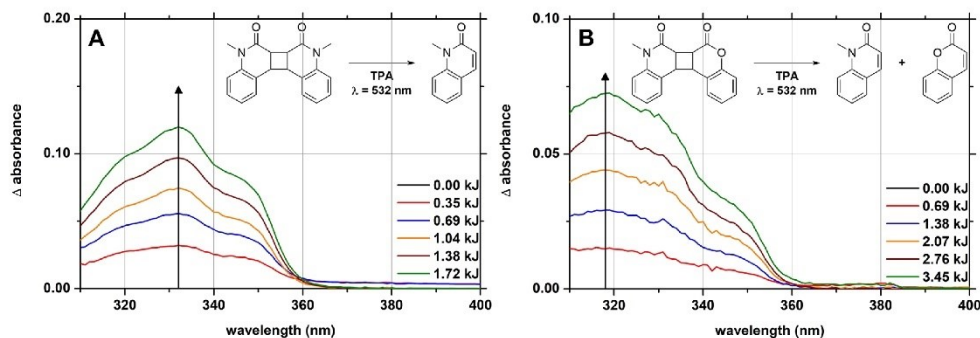 A
0.20
0.10
0.00
Δ absorbance
320
340
360
380
400
wavelength (nm)
O
O
N
N
TPA
λ = 532 nm
N
O
0.00 kJ
0.35 kJ
0.69 kJ
1.04 kJ
1.38 kJ
1.72 kJ
B
0.10
0.05
0.00
Δ absorbance
320
340
360
380
400
wavelength (nm)
O
O
N
O
TPA
λ = 532 nm
N
O
+
O
O
0.00 kJ
0.69 kJ
1.38 kJ
2.07 kJ
2.76 kJ
3.45 kJ